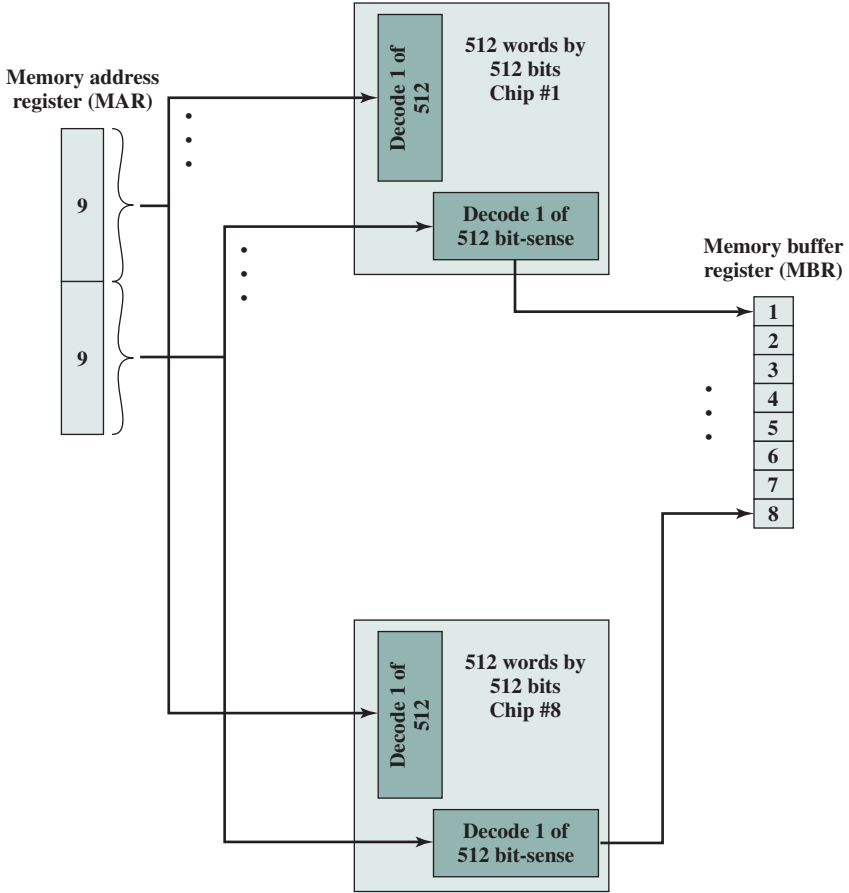 Memory address
register (MAR)
9
9
Decode 1 of
512
512 words by
512 bits
Chip #1
Decode 1 of
512 bit-sense
Memory buffer
register (MBR)
1
2
3
4
5
6
7
8
Decode 1 of
512
512 words by
512 bits
Chip #8
Decode 1 of
512 bit-sense